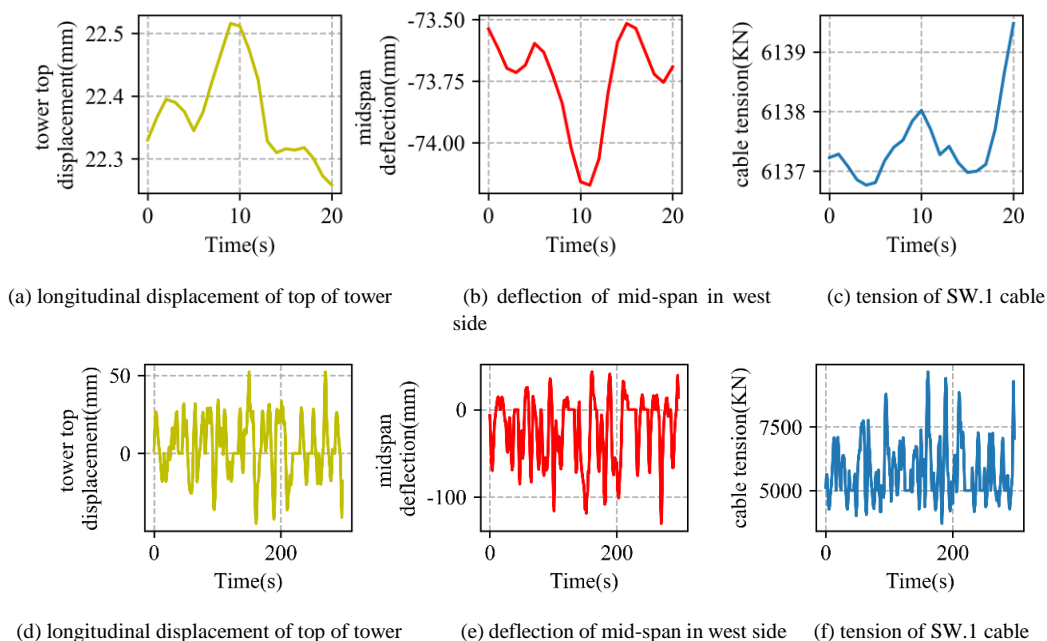 22.5
22.4
22.3
tower top
displacement(mm)
0
10
20
Time(s)
-73.50
-73.75
-74.00
midspan
deflection(mm)
0
10
20
Time(s)
6139
6138
6137
cable tension(KN)
0
10
20
Time(s)
(a) longitudinal displacement of top of tower
(b) deflection of mid-span in west
side
(c) tension of SW.1 cable
50
0
tower top
displacement(mm)
0
200
Time(s)
0
-100
midspan
deflection(mm)
0
200
Time(s)
7500
5000
cable tension(KN)
0
200
Time(s)
(d) longitudinal displacement of top of tower
(e) deflection of mid-span in west side
(f) tension of SW.1 cable